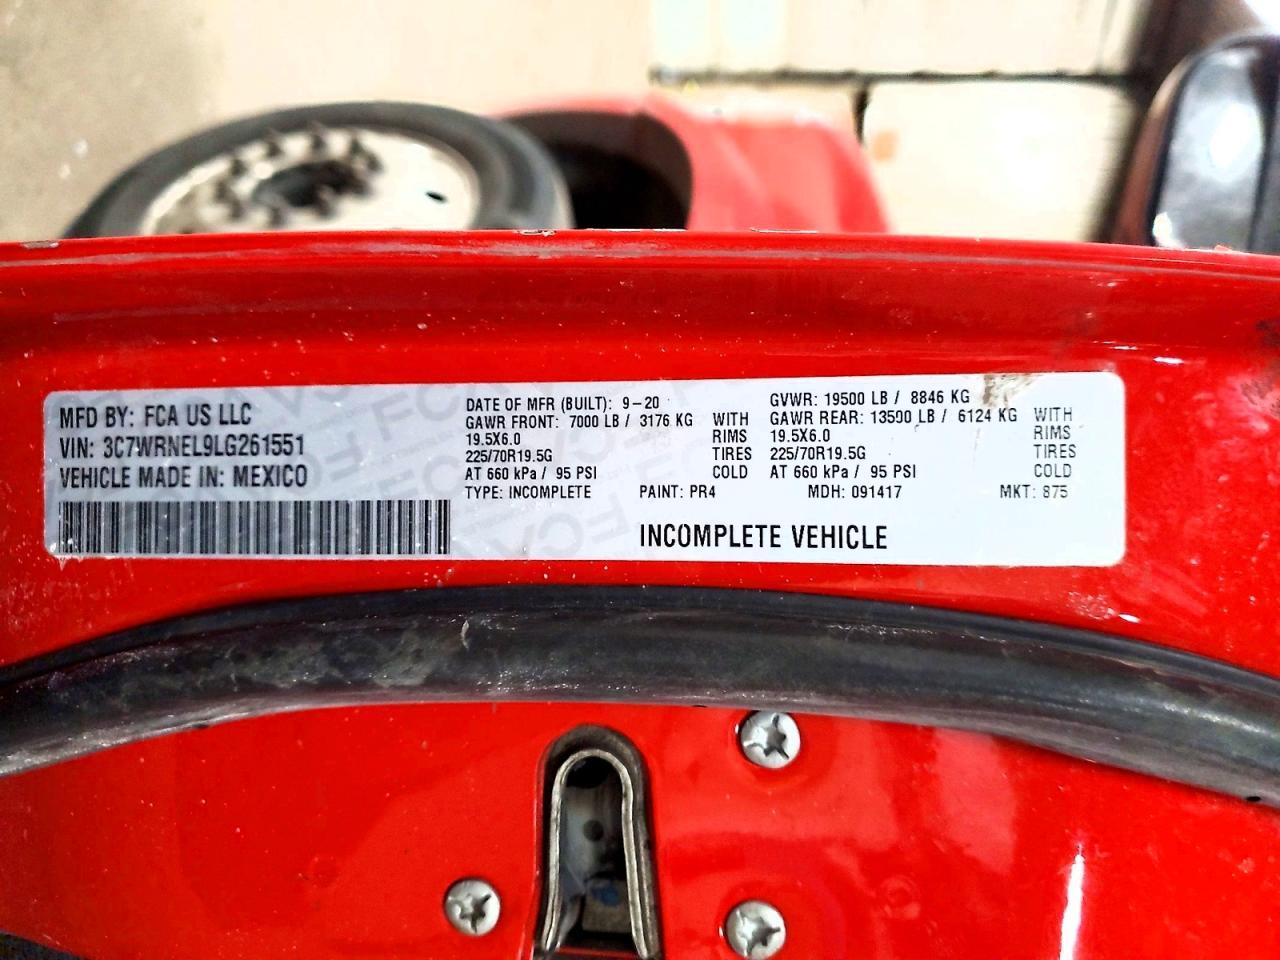 MFD BY: FCA US LLC
VIN: 3C7WRNEL9LG261551
VEHICLE MADE IN: MEXICO
DATE OF MFR (BUILT): 9-20
GVWR: 19500 LB / 8846 KG
GAWR FRONT: 7000 LB / 3176 KG WITH
19.5X6.0 RIMS
225/70R19.5G TIRES
AT 660 kPa / 95 PSI COLD
GAWR REAR: 13500 LB / 6124 KG WITH
19.5X6.0 RIMS
225/70R19.5G TIRES
AT 660 kPa / 95 PSI COLD
TYPE: INCOMPLETE PAINT: PR4 MDH: 091417 MKT: 875
INCOMPLETE VEHICLE